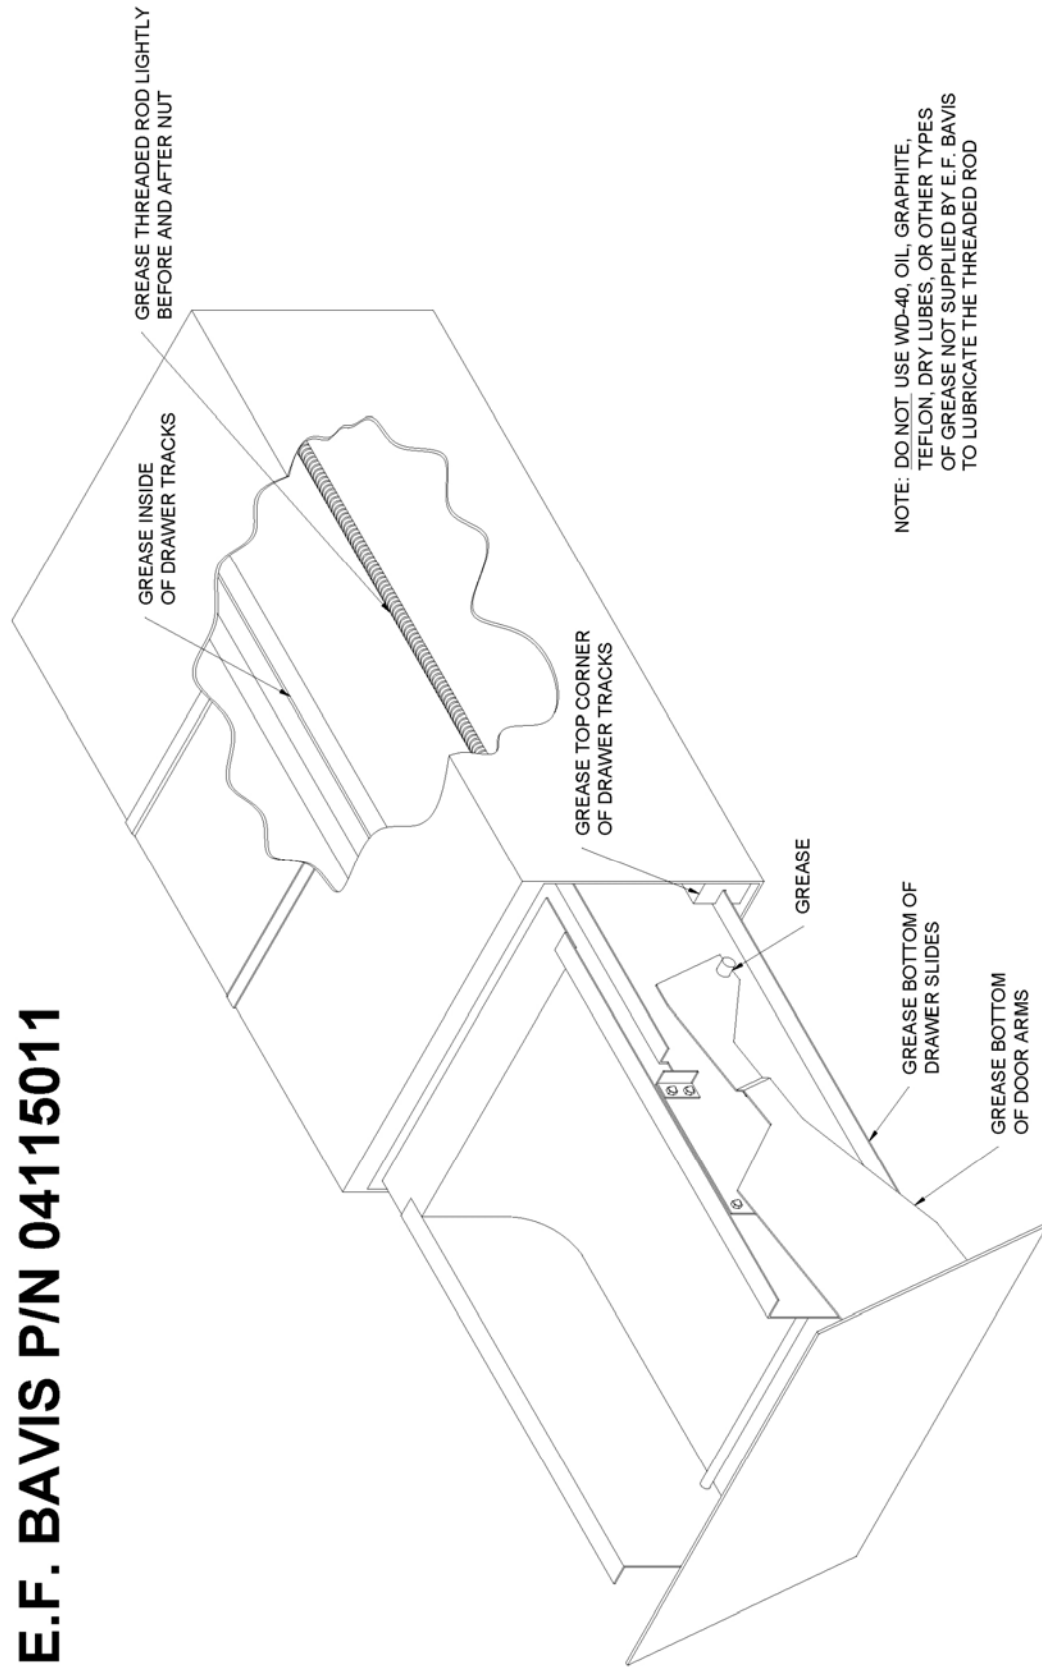 E.F. BAVIS P/N 04115011
GREASE THREADED ROD LIGHTLY
BEFORE AND AFTER NUT
GREASE INSIDE
OF DRAWER TRACKS
GREASE TOP CORNER
OF DRAWER TRACKS
GREASE
GREASE BOTTOM OF
DRAWER SLIDES
GREASE BOTTOM
OF DOOR ARMS
NOTE: DO NOT USE WD-40, OIL, GRAPHITE,
TEFLON, DRY LUBES, OR OTHER TYPES
OF GREASE NOT SUPPLIED BY E.F. BAVIS
TO LUBRICATE THE THREADED ROD